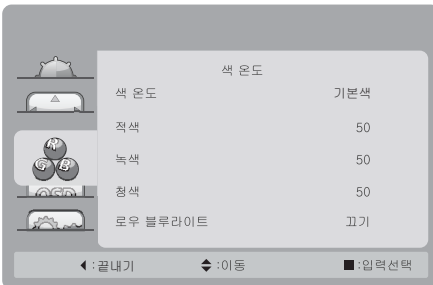 색 온도
색 온도 기본색
적색 50
녹색 50
청색 50
로우 블루라이트 끄기
R
G B
OSD
:끝내기 :이동 :입력선택